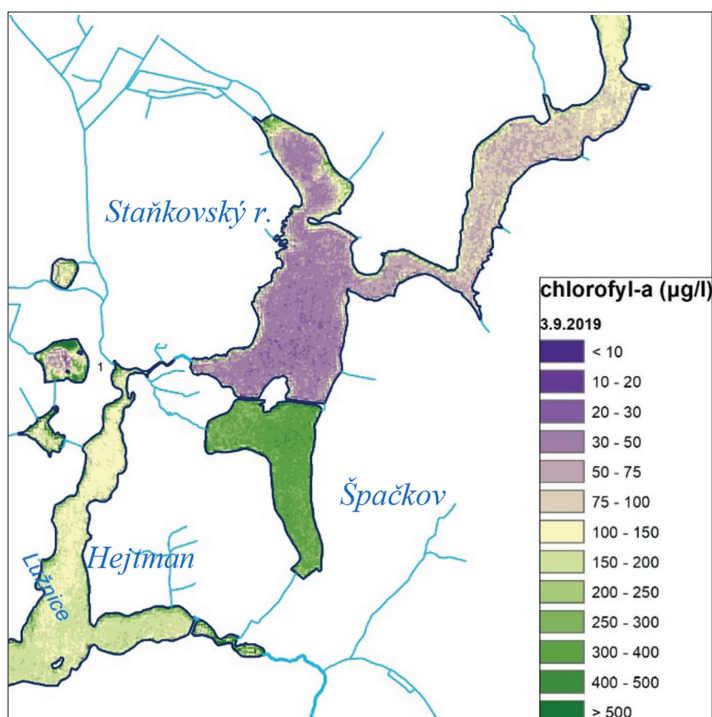 Staňkovský r.
1
Špačkov
Hejtman
Lužnice
chlorofyl-a (µg/l)
3.9.2019
< 10
10 - 20
20 - 30
30 - 50
50 - 75
75 - 100
100 - 150
150 - 200
200 - 250
250 - 300
300 - 400
400 - 500
> 500